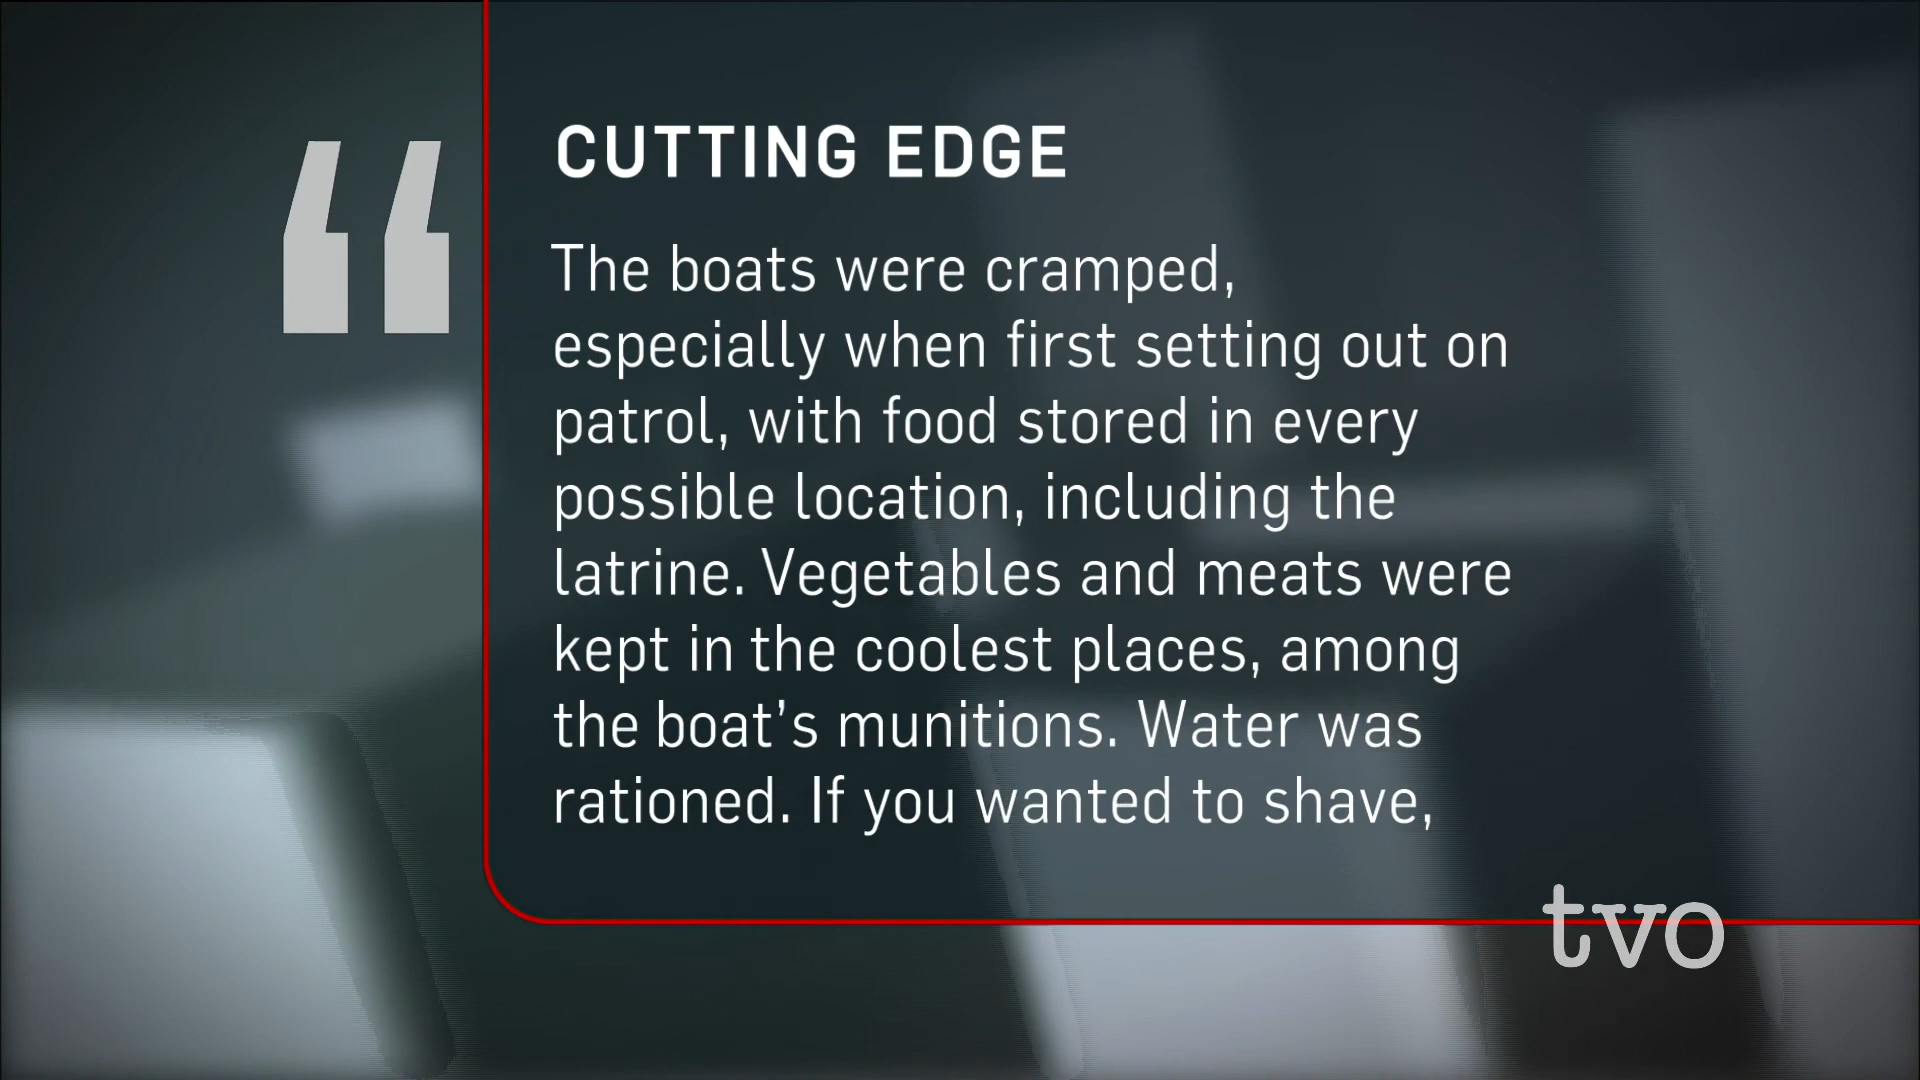 “
CUTTING EDGE
The boats were cramped,
especially when first setting out on
patrol, with food stored in every
possible location, including the
latrine. Vegetables and meats were
kept in the coolest places, among
the boat’s munitions. Water was
rationed. If you wanted to shave,
tvo